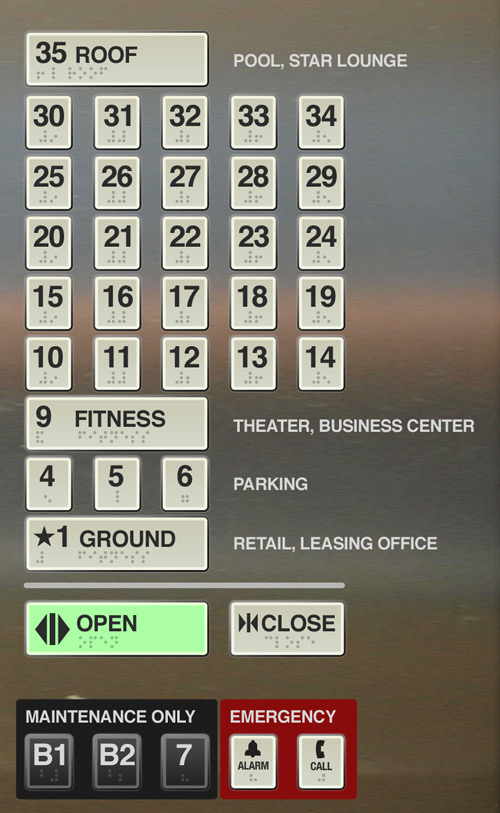 35 ROOF POOL, STAR LOUNGE
30 31 32 33 34
25 26 27 28 29
20 21 22 23 24
15 16 17 18 19
10 11 12 13 14
9 FITNESS THEATER, BUSINESS CENTER
4 5 6 PARKING
★1 GROUND RETAIL, LEASING OFFICE
OPEN CLOSE
MAINTENANCE ONLY EMERGENCY
B1 B2 7 ALARM CALL